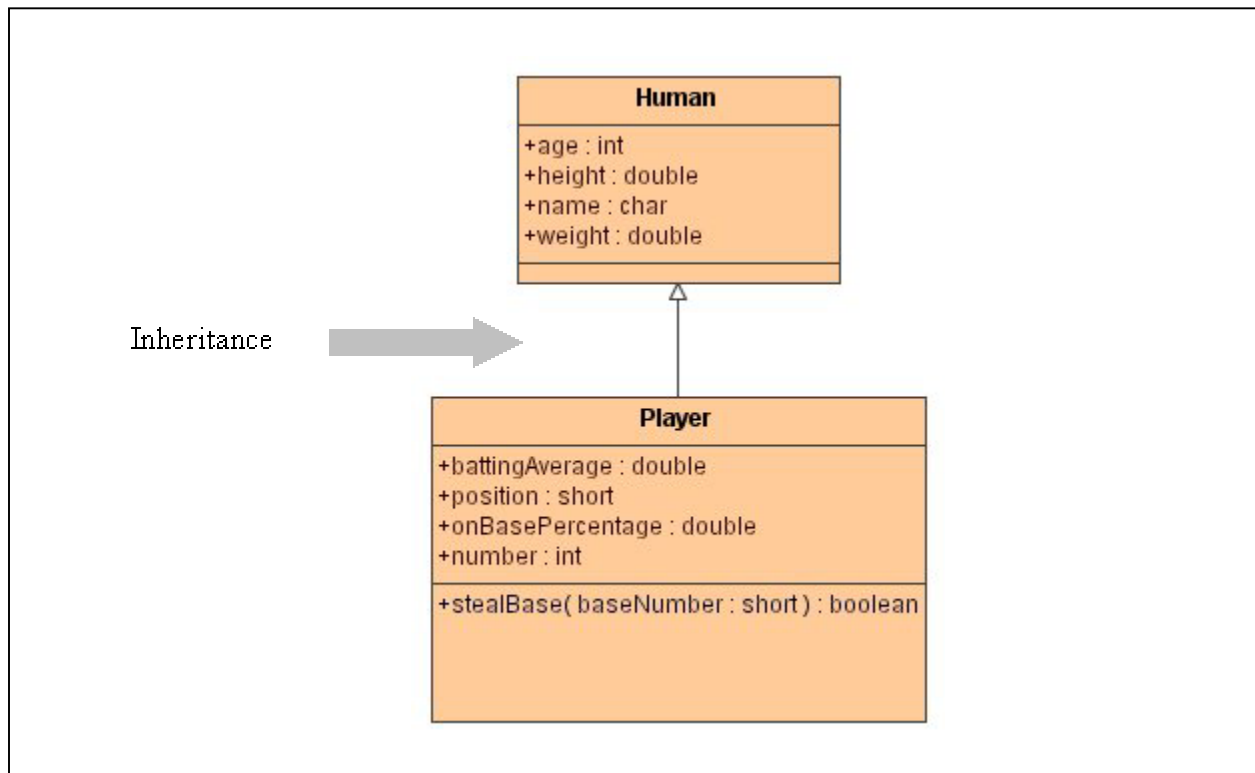 Human
+age : int
+height : double
+name : char
+weight : double
Inheritance
Player
+battingAverage : double
+position : short
+onBasePercentage : double
+number : int
+stealBase( baseNumber : short ) : boolean